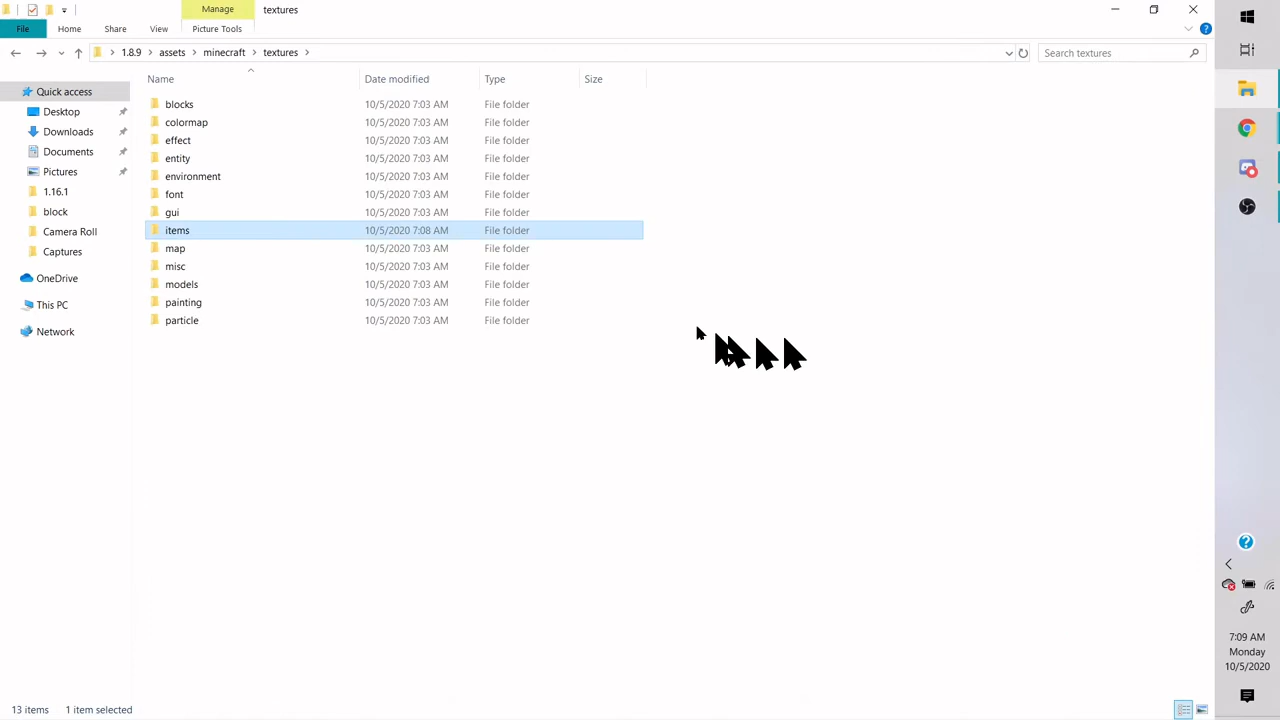 Manage
textures
File
Home
Share
View
Picture Tools
1.8.9
assets
minecraft
textures
Search textures
Name
Date modified
Type
Size
Quick access
Desktop
Downloads
Documents
Pictures
1.16.1
block
Camera Roll
Captures
OneDrive
This PC
Network
blocks 10/5/2020 7:03 AM File folder
colormap 10/5/2020 7:03 AM File folder
effect 10/5/2020 7:03 AM File folder
entity 10/5/2020 7:03 AM File folder
environment 10/5/2020 7:03 AM File folder
font 10/5/2020 7:03 AM File folder
gui 10/5/2020 7:03 AM File folder
items 10/5/2020 7:08 AM File folder
map 10/5/2020 7:03 AM File folder
misc 10/5/2020 7:03 AM File folder
models 10/5/2020 7:03 AM File folder
painting 10/5/2020 7:03 AM File folder
particle 10/5/2020 7:03 AM File folder
13 items
1 item selected
7:09 AM
Monday
10/5/2020